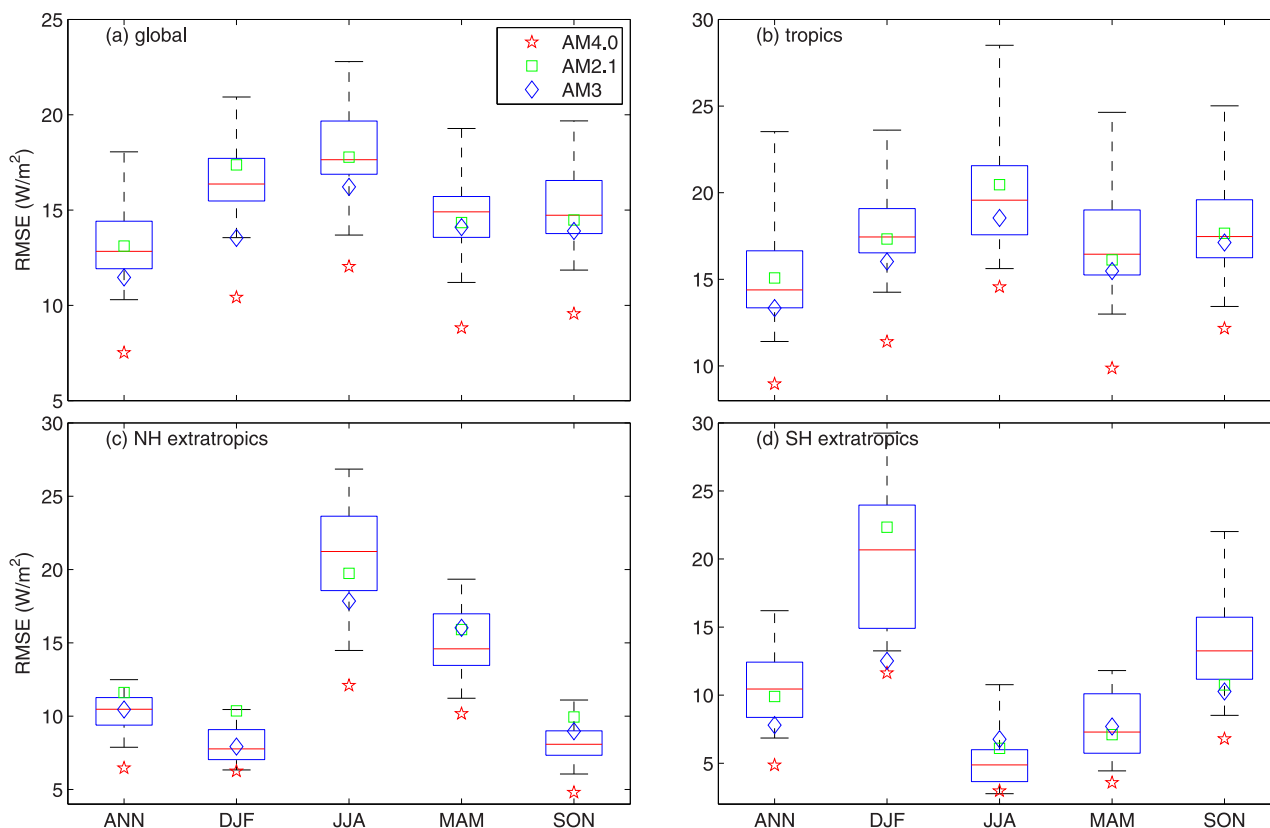 (a) global
AM4.0
AM2.1
AM3
RMSE (W/m²)
25
20
15
10
5
(b) tropics
30
25
20
15
10
(c) NH extratropics
RMSE (W/m²)
30
25
20
15
10
5
ANN DJF JJA MAM SON
(d) SH extratropics
30
25
20
15
10
5
ANN DJF JJA MAM SON